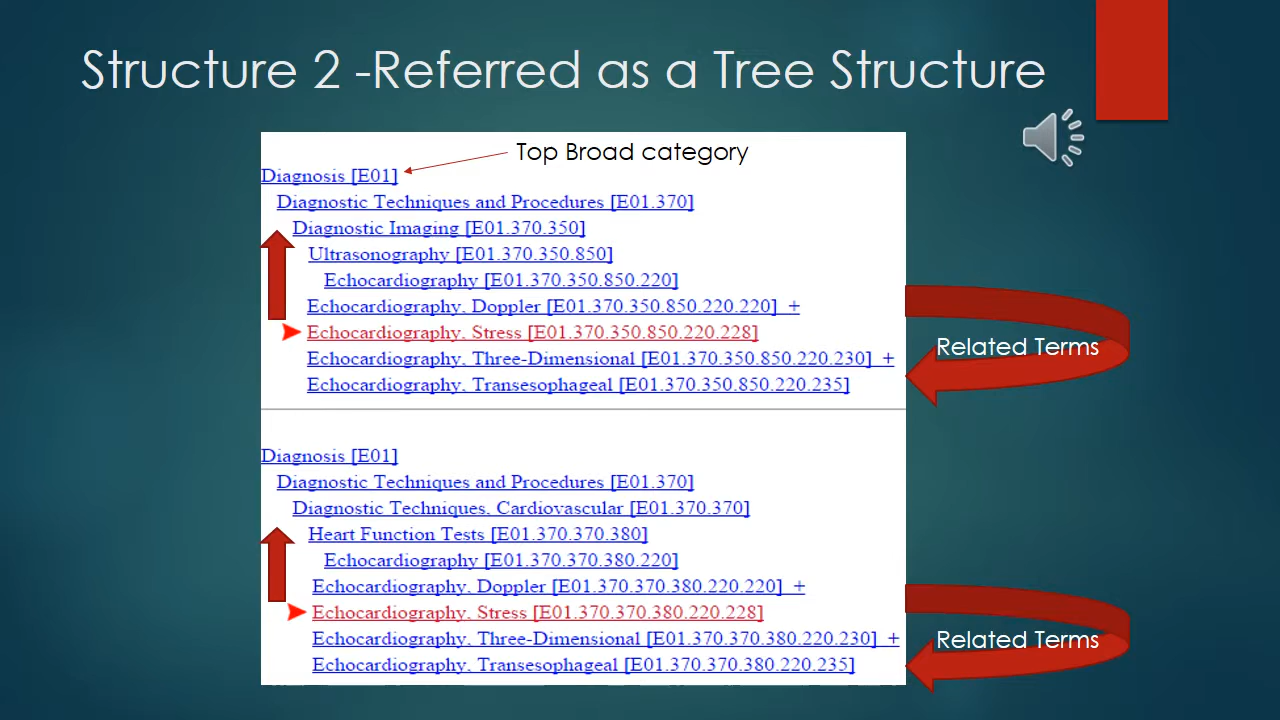 Structure 2 -Referred as a Tree Structure
Top Broad category
Diagnosis [E01]
Diagnostic Techniques and Procedures [E01.370]
Diagnostic Imaging [E01.370.350]
Ultrasonography [E01.370.350.850]
Echocardiography [E01.370.350.850.220]
Echocardiography, Doppler [E01.370.350.850.220.220] +
Echocardiography, Stress [E01.370.350.850.220.228]
Echocardiography, Three-Dimensional [E01.370.350.850.220.230] +
Echocardiography, Transesophageal [E01.370.350.850.220.235]
Related Terms
Diagnosis [E01]
Diagnostic Techniques and Procedures [E01.370]
Diagnostic Techniques, Cardiovascular [E01.370.370]
Heart Function Tests [E01.370.370.380]
Echocardiography [E01.370.370.380.220]
Echocardiography, Doppler [E01.370.370.380.220.220] +
Echocardiography, Stress [E01.370.370.380.220.228]
Echocardiography, Three-Dimensional [E01.370.370.380.220.230] +
Echocardiography, Transesophageal [E01.370.370.380.220.235]
Related Terms